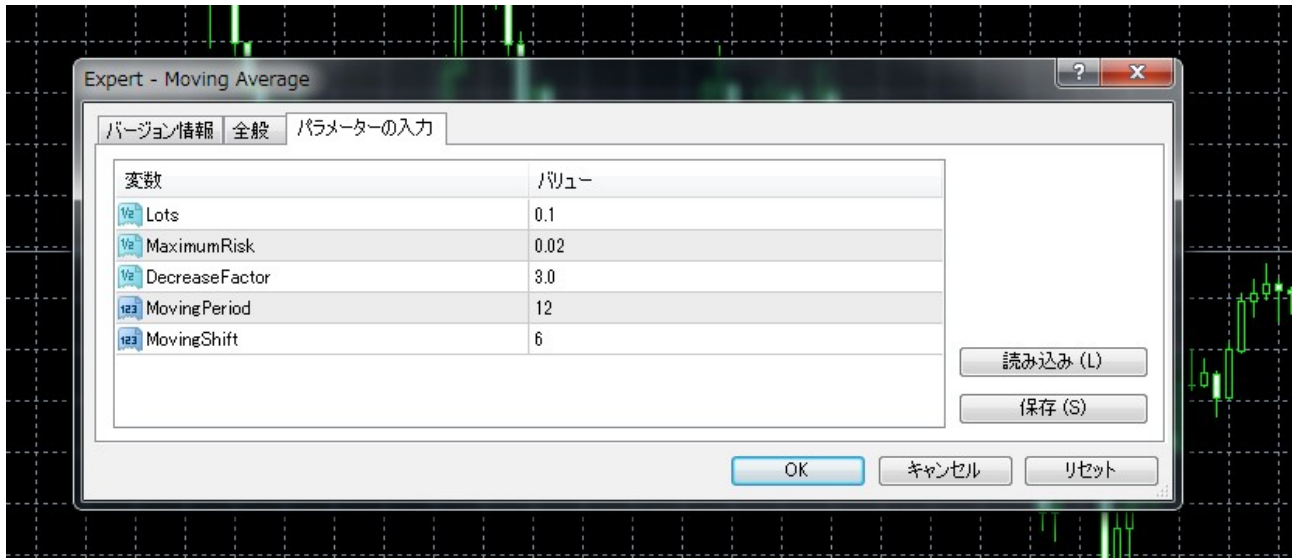 Expert - Moving Average
バージョン情報 全般 パラメーターの入力
変数 バリュー
Lots 0.1
MaximumRisk 0.02
DecreaseFactor 3.0
MovingPeriod 12
MovingShift 6
読み込み (L)
保存 (S)
OK キャンセル リセット